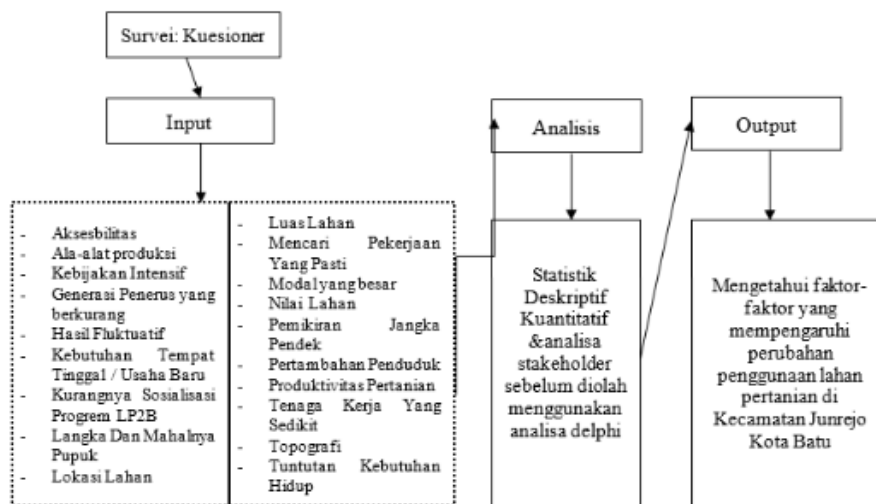 Survei: Kuesioner
Input
- Aksesbilitas
- Ala-alat produksi
- Kebijakan Intensif
- Generasi Penerus yang
berkurang
- Hasil Fluktuatif
- Kebutuhan Tempat
Tinggal / Usaha Baru
- Kurangnya Sosialisasi
Progrem LP2B
- Langka Dan Mahalnya
Pupuk
- Lokasi Lahan
- Luas Lahan
- Mencari Pekerjaan
Yang Pasti
- Modal yang besar
- Nilai Lahan
- Pemikiran Jangka
Pendek
- Pertambahan Penduduk
- Produktivitas Pertanian
- Tenaga Kerja Yang
Sedikit
- Topografi
- Tuntutan Kebutuhan
Hidup
Analisis
Statistik
Deskriptif
Kuantitatif
&analisa
stakeholder
sebelum diolah
menggunakan
analisa delphi
Output
Mengetahui faktor-
faktor yang
mempengaruhi
perubahan
penggunaan lahan
pertanian di
Kecamatan Junrejo
Kota Batu